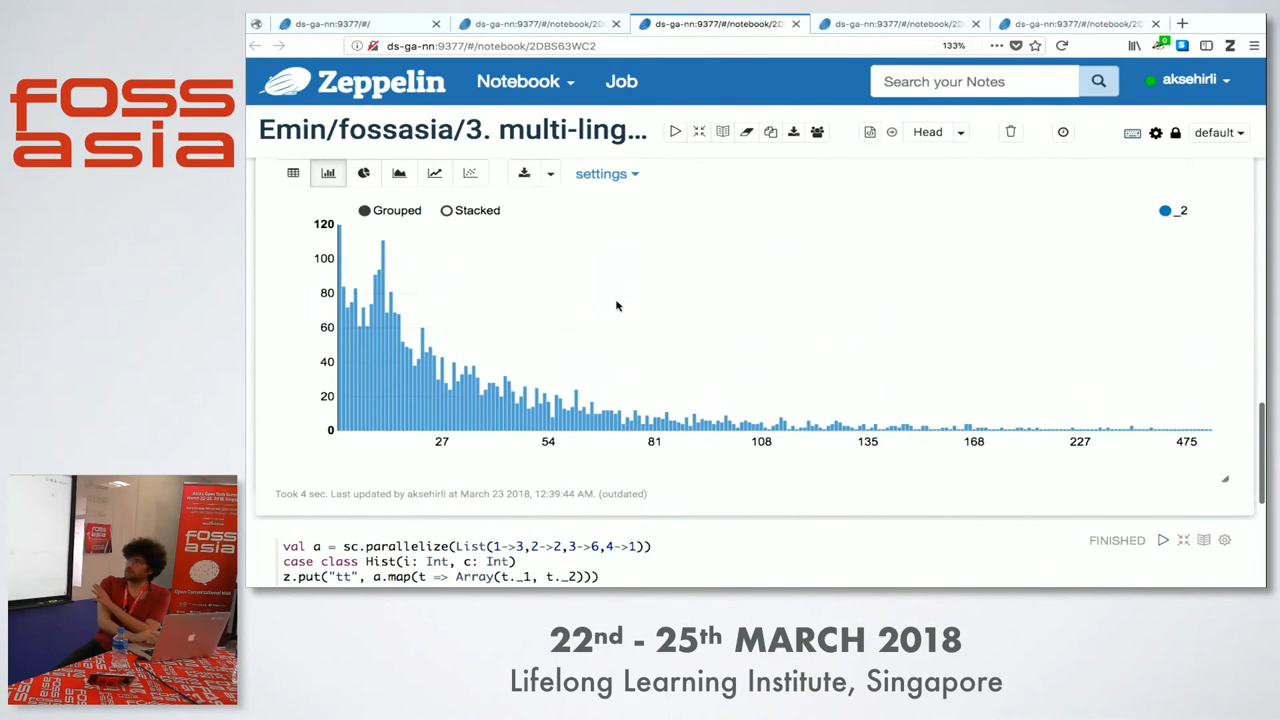 foss
asia
ds-ga-nn:9377/#/
ds-ga-nn:9377/#/notebook/2D
ds-ga-nn:9377/#/notebook/2D
ds-ga-nn:9377/#/notebook/2D
ds-ga-nn:9377/#/notebook/2C
ds-ga-nn:9377/#/notebook/2DBS63WC2
133%
0
Zeppelin
Notebook
Job
Search your Notes
aksehirli
Emin/fossasia/3. multi-ling...
Head
default
settings
Grouped
Stacked
_2
120
100
80
60
40
20
0
27
54
81
108
135
168
227
475
Took 4 sec. Last updated by aksehirli at March 23 2018, 12:39:44 AM. (outdated)
val a = sc.parallelize(List(1->3,2->2,3->6,4->1))
FINISHED
case class Hist(i: Int, c: Int)
z.put("tt", a.map(t => Array(t._1, t._2)))
foss
asia
Open Conversational Web
22nd - 25th MARCH 2018
Lifelong Learning Institute, Singapore